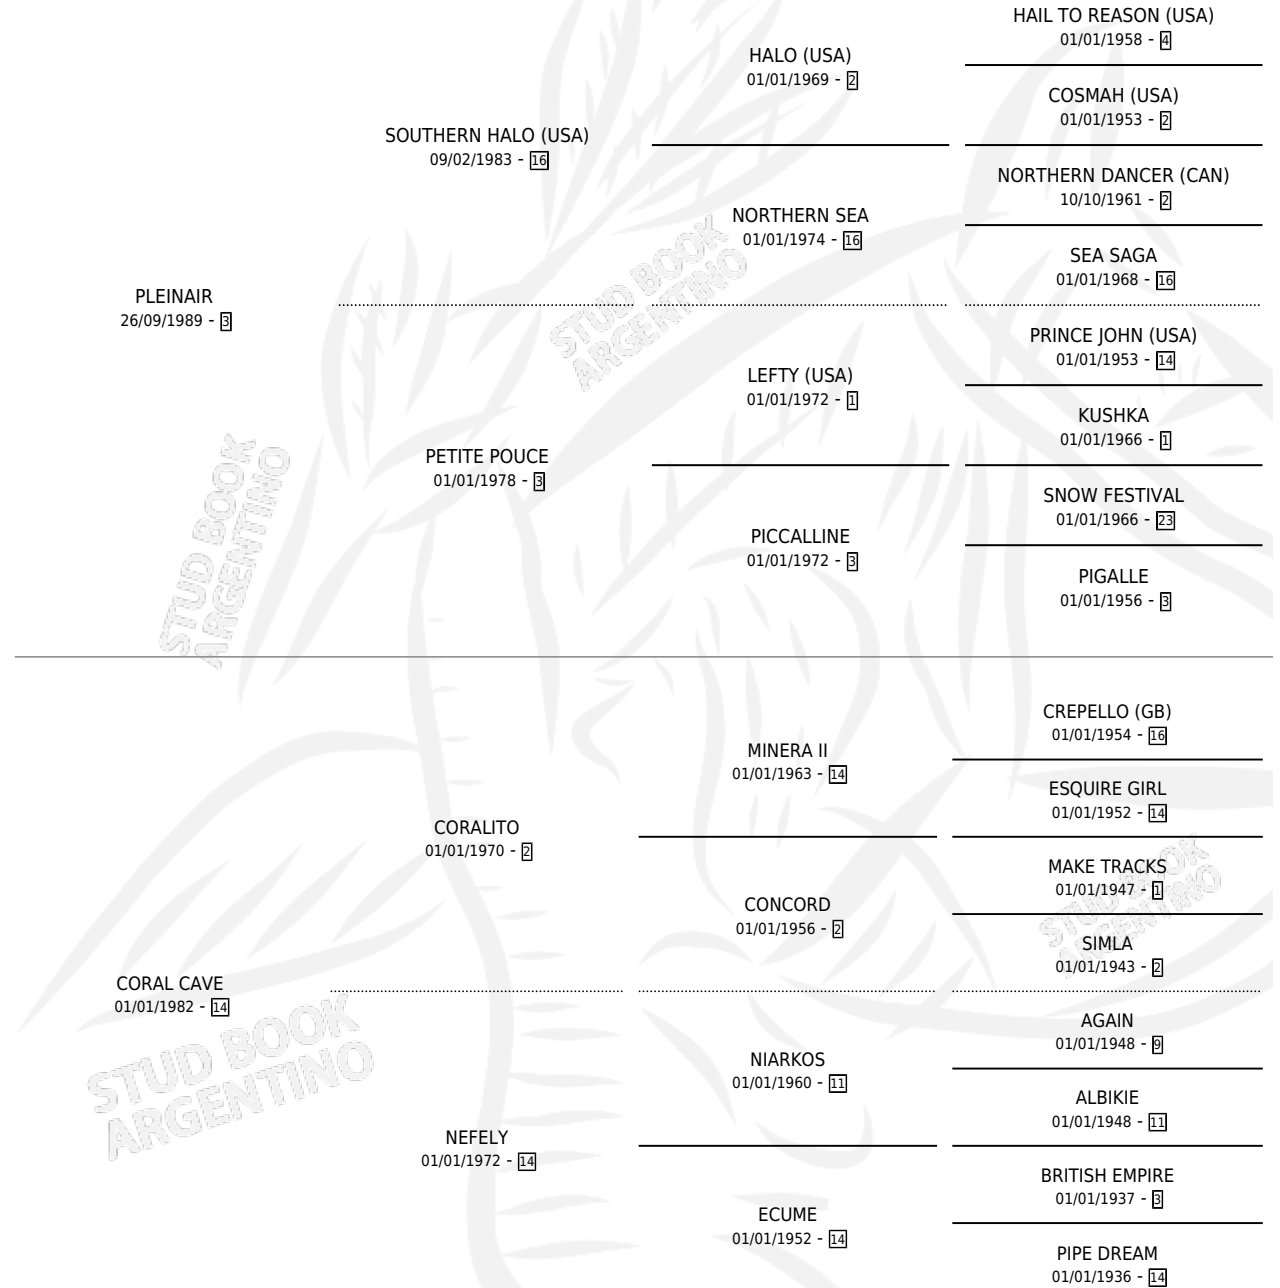 HAIL TO REASON (USA)
01/01/1958 - 4
HALO (USA)
01/01/1969 - 2
COSMAH (USA)
01/01/1953 - 2
SOUTHERN HALO (USA)
09/02/1983 - 16
NORTHERN DANCER (CAN)
10/10/1961 - 2
NORTHERN SEA
01/01/1974 - 16
SEA SAGA
01/01/1968 - 16
PLEINAIR
26/09/1989 - 3
STUD BOOK
ARGENTINO
PRINCE JOHN (USA)
01/01/1953 - 14
LEFTY (USA)
01/01/1972 - 1
KUSHKA
01/01/1966 - 1
PETITE POUCE
01/01/1978 - 3
SNOW FESTIVAL
01/01/1966 - 23
PICCALLINE
01/01/1972 - 3
PIGALLE
01/01/1956 - 3
STUD BOOK
ARGENTINO
CREPELLO (GB)
01/01/1954 - 16
MINERA II
01/01/1963 - 14
ESQUIRE GIRL
01/01/1952 - 14
CORALITO
01/01/1970 - 2
MAKE TRACKS
01/01/1947 - 1
CONCORD
01/01/1956 - 2
STUD BOOK
ARGENTINO
SIMLA
01/01/1943 - 2
CORAL CAVE
01/01/1982 - 14
AGAIN
01/01/1948 - 9
NIARKOS
01/01/1960 - 11
STUD BOOK
ARGENTINO
ALBIKIE
01/01/1948 - 11
NEFELY
01/01/1972 - 14
BRITISH EMPIRE
01/01/1937 - 3
ECUME
01/01/1952 - 14
PIPE DREAM
01/01/1936 - 14